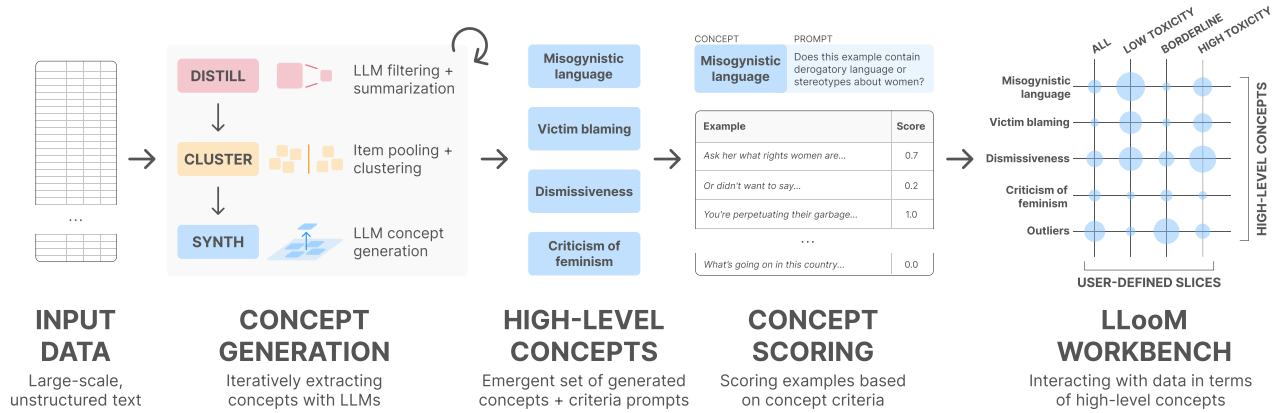 ...
INPUT
DATA
Large-scale,
unstructured text
DISTILL
LLM filtering +
summarization
CLUSTER
Item pooling +
clustering
SYNTH
LLM concept
generation
CONCEPT
GENERATION
Iteratively extracting
concepts with LLMs
Misogynistic
language
Victim blaming
Dismissiveness
Criticism of
feminism
HIGH-LEVEL
CONCEPTS
Emergent set of generated
concepts + criteria prompts
CONCEPT
PROMPT
Misogynistic
language
Does this example contain
derogatory language or
stereotypes about women?
Example Score
Ask her what rights women are... 0.7
Or didn't want to say... 0.2
You're perpetuating their garbage... 1.0
...
What's going on in this country... 0.0
CONCEPT
SCORING
Scoring examples based
on concept criteria
ALL
LOW TOXICITY
BORDERLINE
HIGH TOXICITY
Misogynistic
language
Victim blaming
Dismissiveness
Criticism of
feminism
Outliers
HIGH-LEVEL CONCEPTS
USER-DEFINED SLICES
LLooM
WORKBENCH
Interacting with data in terms
of high-level concepts